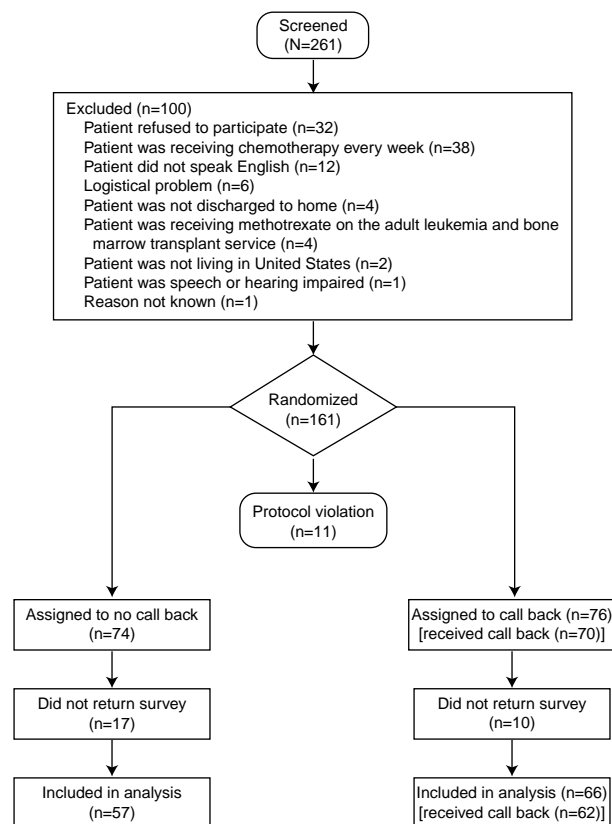 Screened
(N=261)
Excluded (n=100)
Patient refused to participate (n=32)
Patient was receiving chemotherapy every week (n=38)
Patient did not speak English (n=12)
Logistical problem (n=6)
Patient was not discharged to home (n=4)
Patient was receiving methotrexate on the adult leukemia and bone
marrow transplant service (n=4)
Patient was not living in United States (n=2)
Patient was speech or hearing impaired (n=1)
Reason not known (n=1)
Randomized
(n=161)
Protocol violation
(n=11)
Assigned to no call back
(n=74)
Assigned to call back (n=76)
[received call back (n=70)]
Did not return survey
(n=17)
Did not return survey
(n=10)
Included in analysis
(n=57)
Included in analysis (n=66)
[received call back (n=62)]